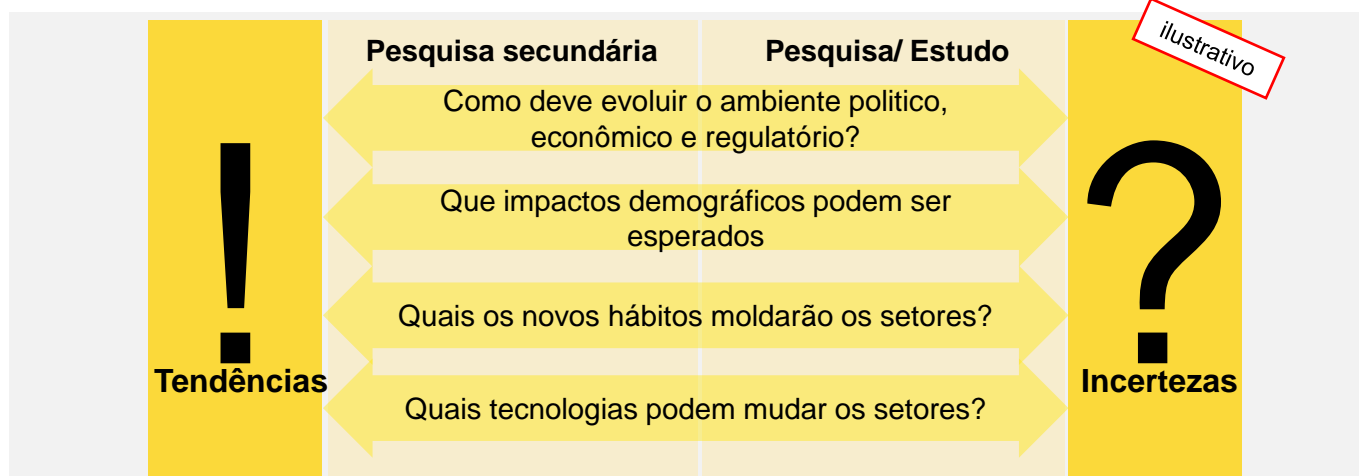 ilustrativo
Pesquisa secundária
Pesquisa/ Estudo
Como deve evoluir o ambiente politico,
econômico e regulatório?
Que impactos demográficos podem ser
esperados
Quais os novos hábitos moldarão os setores?
Quais tecnologias podem mudar os setores?
!
Tendências
?
Incertezas